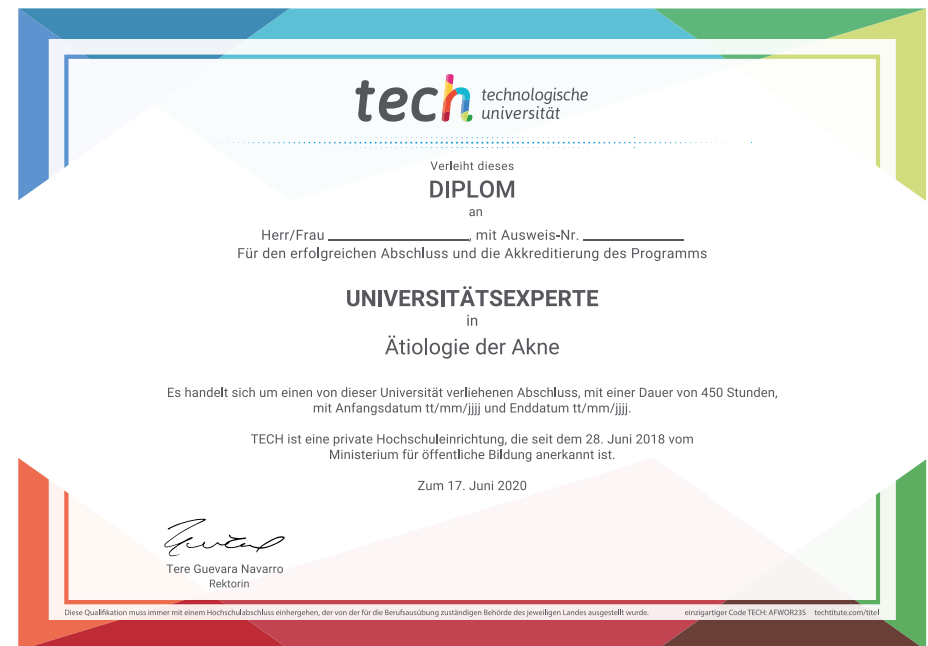 tech technologische
universität
Verleiht dieses
DIPLOM
an
Herr/Frau ____________________, mit Ausweis-Nr. ______________
Für den erfolgreichen Abschluss und die Akkreditierung des Programms
UNIVERSITÄTSEXPERTE
in
Ätiologie der Akne
Es handelt sich um einen von dieser Universität verliehenen Abschluss, mit einer Dauer von 450 Stunden,
mit Anfangsdatum tt/mm/jjjj und Enddatum tt/mm/jjjj.
TECH ist eine private Hochschuleinrichtung, die seit dem 28. Juni 2018 vom
Ministerium für öffentliche Bildung anerkannt ist.
Zum 17. Juni 2020
Tere Guevara Navarro
Rektorin
Diese Qualifikation muss immer mit einem Hochschulabschluss einhergehen, der von der für die Berufsausübung zuständigen Behörde des jeweiligen Landes ausgestellt wurde. einzigartiger Code TECH: AFWOR23S techtitute.com/titel